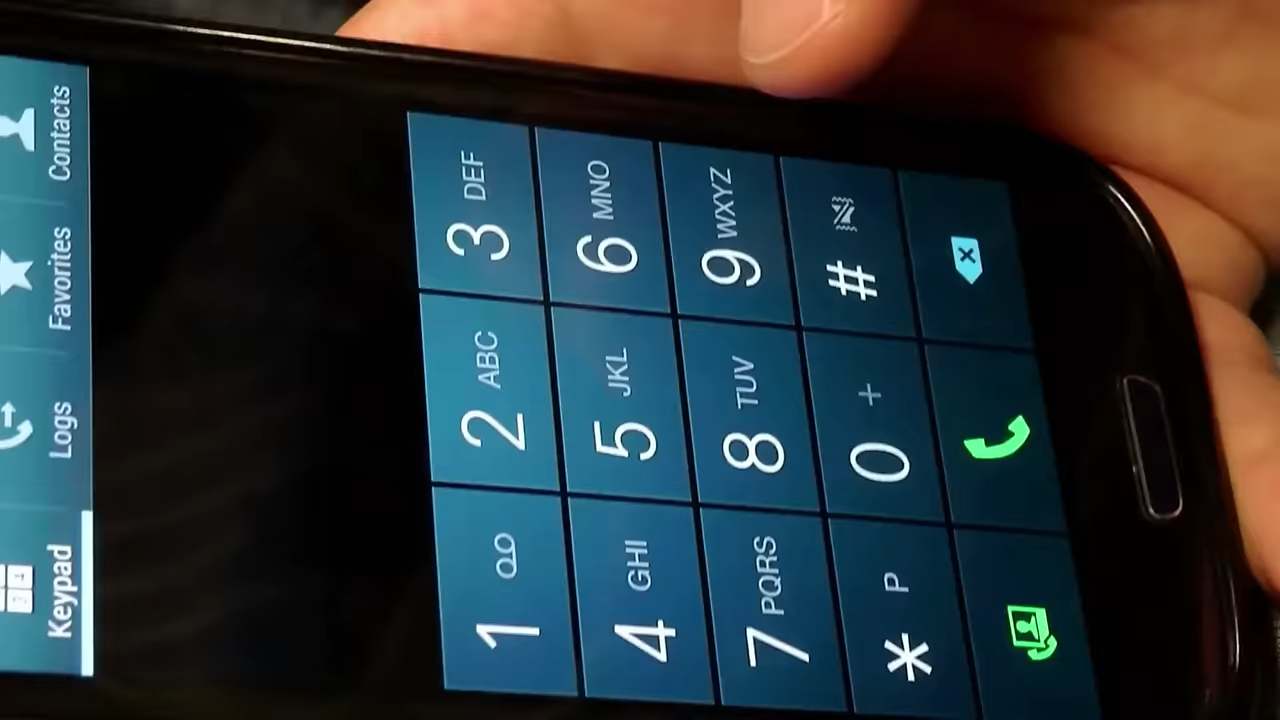 Keypad
Logs
Favorites
Contacts
1
2 ABC
3 DEF
4 GHI
5 JKL
6 MNO
7 PQRS
8 TUV
9 WXYZ
* P
0 +
#